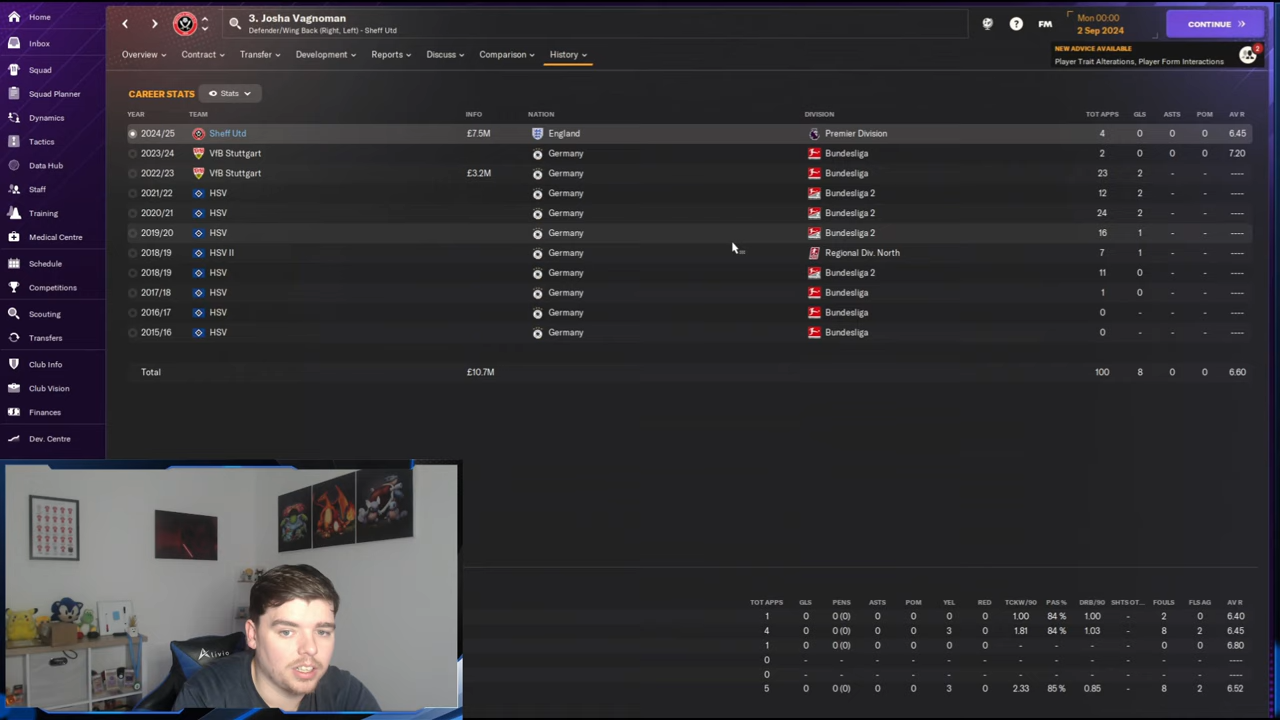 Home
Inbox
Squad
Squad Planner
Dynamics
Tactics
Data Hub
Staff
Training
Medical Centre
Schedule
Competitions
Scouting
Transfers
Club Info
Club Vision
Finances
Dev. Centre
3. Josha Vagnoman
Defender/Wing Back (Right, Left) - Sheff Utd
? FM
Mon 00:00
2 Sep 2024
CONTINUE
NEW ADVICE AVAILABLE
Player Trait Alterations, Player Form Interactions
2
Overview Contract Transfer Development Reports Discuss Comparison History
CAREER STATS Stats
YEAR TEAM INFO NATION DIVISION TOT APPS GLS ASTS POM AV R
2024/25 Sheff Utd £7.5M England Premier Division 4 0 0 0 6.45
2023/24 VfB Stuttgart Germany Bundesliga 2 0 0 0 7.20
2022/23 VfB Stuttgart £3.2M Germany Bundesliga 23 2 - - ----
2021/22 HSV Germany Bundesliga 2 12 2 - - ----
2020/21 HSV Germany Bundesliga 2 24 2 - - ----
2019/20 HSV Germany Bundesliga 2 16 1 - - ----
2018/19 HSV II Germany Regional Div. North 7 1 - - ----
2018/19 HSV Germany Bundesliga 2 11 0 - - ----
2017/18 HSV Germany Bundesliga 1 0 - - ----
2016/17 HSV Germany Bundesliga 0 - - - ----
2015/16 HSV Germany Bundesliga 0 - - - ----
Total £10.7M 100 8 0 0 6.60
TOT APPS GLS PENS ASTS POM YEL RED TCKW/90 PAS % DRB/90 SHTS OT... FOULS FLS AG AV R
1 0 0 (0) 0 0 0 0 1.00 84 % 1.00 - 2 0 6.40
4 0 0 (0) 0 0 3 0 1.81 84 % 1.03 - 8 2 6.45
1 0 0 (0) 0 0 0 0 - - - - 0 0 6.80
0 - - - - - - - - - - - - ----
0 - - - - - - - - - - - - ----
5 0 0 (0) 0 0 3 0 2.33 85 % 0.85 - 8 2 6.52
Alivio